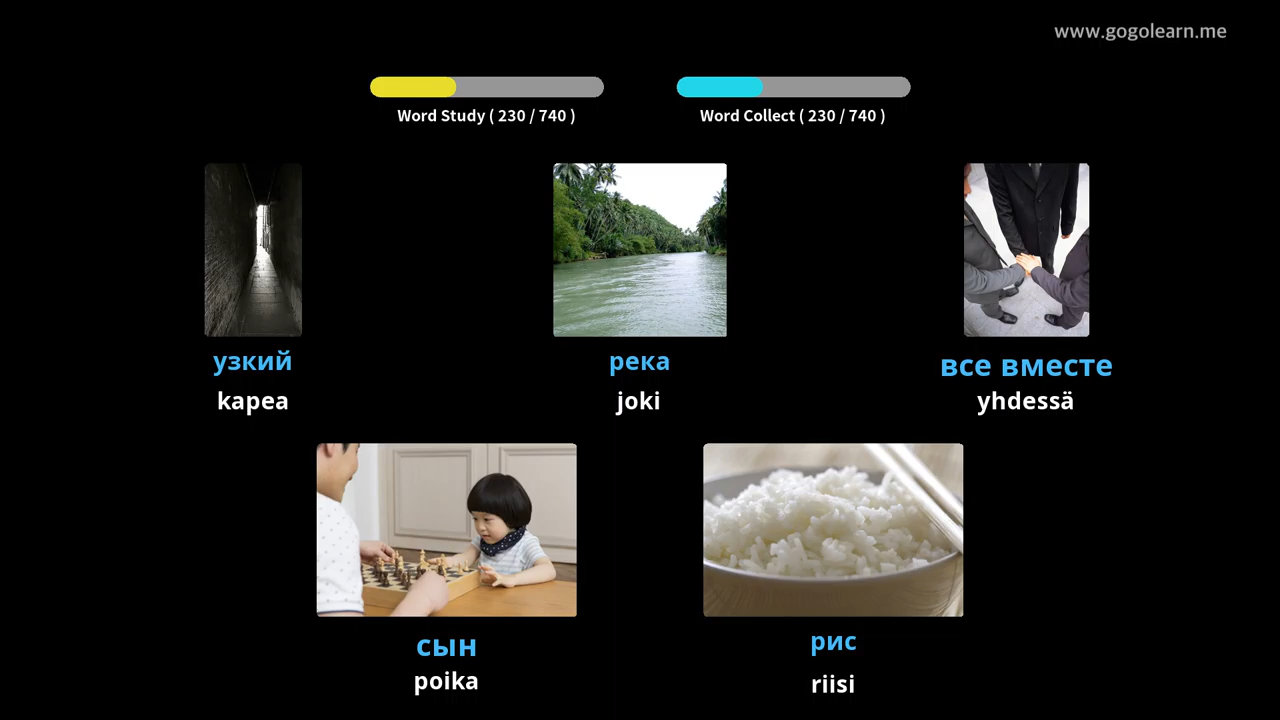 www.gogolearn.me
Word Study ( 230 / 740 )
Word Collect ( 230 / 740 )
узкий
kapea
река
joki
все вместе
yhdessä
сын
poika
рис
riisi